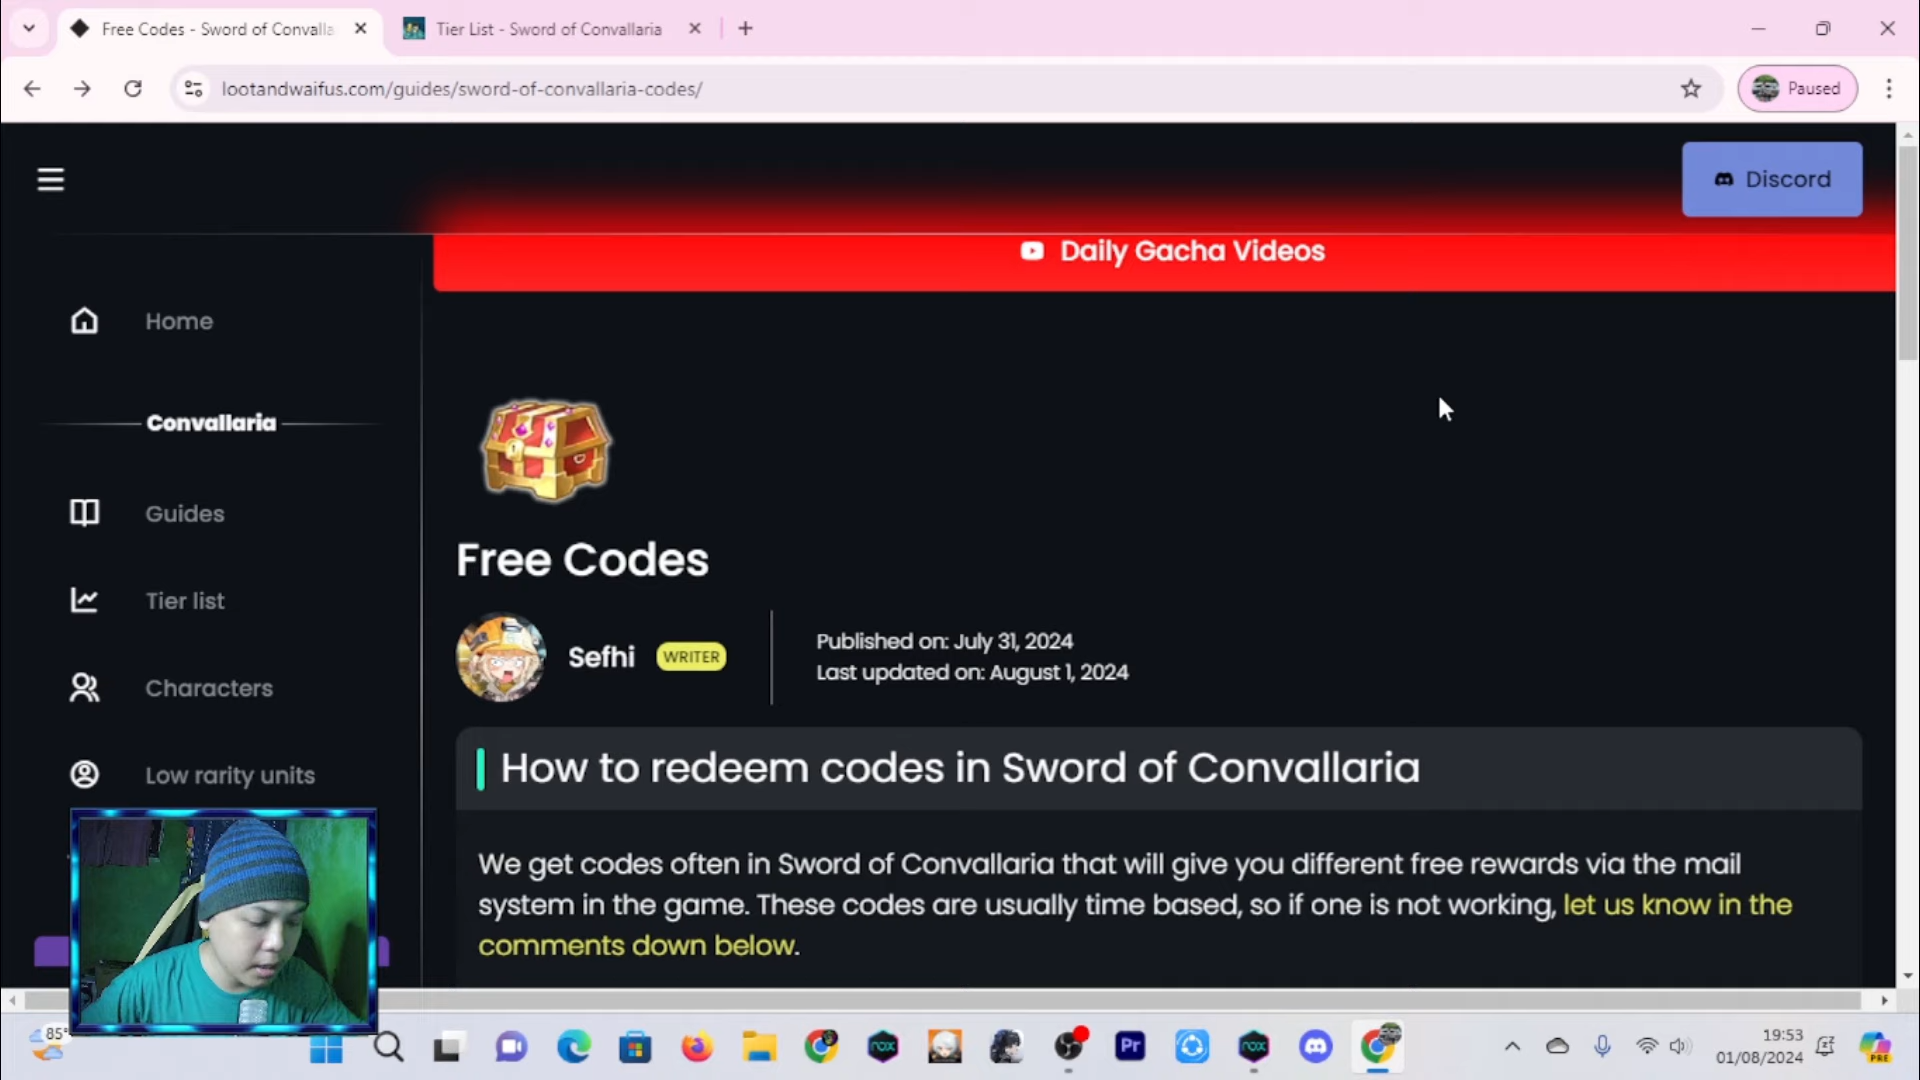 Free Codes - Sword of Convalla
Tier List - Sword of Convallaria
lootandwaifus.com/guides/sword-of-convallaria-codes/
Paused
Discord
Daily Gacha Videos
Home
Convallaria
Guides
Tier list
Characters
Low rarity units
Free Codes
Sefhi WRITER
Published on: July 31, 2024
Last updated on: August 1, 2024
How to redeem codes in Sword of Convallaria
We get codes often in Sword of Convallaria that will give you different free rewards via the mail
system in the game. These codes are usually time based, so if one is not working, let us know in the
comments down below.
85°
nox
Pr
nox
19:53
01/08/2024
PRE